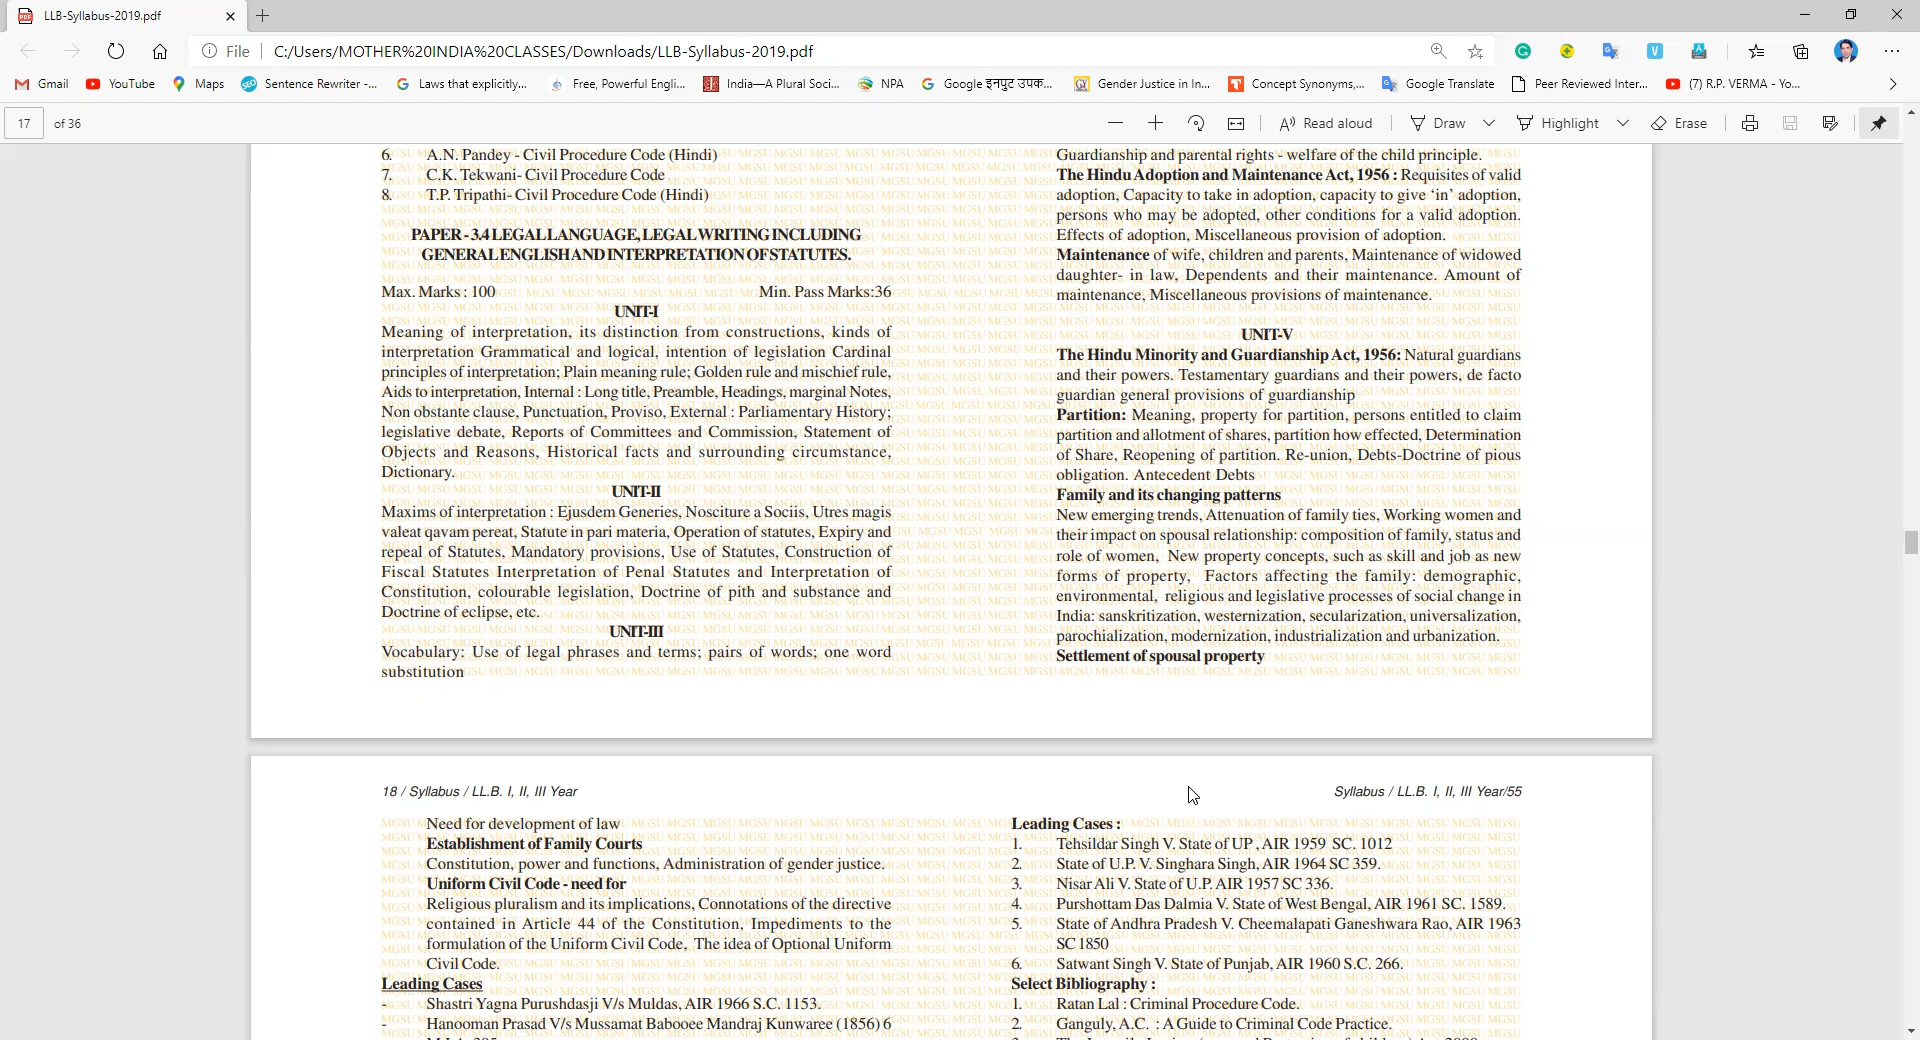 LLB-Syllabus-2019.pdf
File
C:/Users/MOTHER%20INDIA%20CLASSES/Downloads/LLB-Syllabus-2019.pdf
Gmail
YouTube
Maps
Sentence Rewriter -...
Laws that explicitly...
Free, Powerful Engli...
India—A Plural Soci...
NPA
Google इनपुट उपक...
Gender Justice in In...
Concept Synonyms,...
Google Translate
Peer Reviewed Inter...
(7) R.P. VERMA - Yo...
17 of 36
Read aloud
Draw
Highlight
Erase
6. A.N. Pandey - Civil Procedure Code (Hindi)
7. C.K. Tekwani- Civil Procedure Code
8. T.P. Tripathi- Civil Procedure Code (Hindi)
PAPER - 3.4 LEGAL LANGUAGE, LEGAL WRITING INCLUDING
GENERAL ENGLISH AND INTERPRETATION OF STATUTES.
Max. Marks : 100 Min. Pass Marks:36
UNIT-I
Meaning of interpretation, its distinction from constructions, kinds of
interpretation Grammatical and logical, intention of legislation Cardinal
principles of interpretation; Plain meaning rule; Golden rule and mischief rule,
Aids to interpretation, Internal : Long title, Preamble, Headings, marginal Notes,
Non obstante clause, Punctuation, Proviso, External : Parliamentary History;
legislative debate, Reports of Committees and Commission, Statement of
Objects and Reasons, Historical facts and surrounding circumstance,
Dictionary.
UNIT-II
Maxims of interpretation : Ejusdem Generies, Nosciture a Sociis, Utres magis
valeat qavam pereat, Statute in pari materia, Operation of statutes, Expiry and
repeal of Statutes, Mandatory provisions, Use of Statutes, Construction of
Fiscal Statutes Interpretation of Penal Statutes and Interpretation of
Constitution, colourable legislation, Doctrine of pith and substance and
Doctrine of eclipse, etc.
UNIT-III
Vocabulary: Use of legal phrases and terms; pairs of words; one word
substitution
Guardianship and parental rights - welfare of the child principle.
The Hindu Adoption and Maintenance Act, 1956 : Requisites of valid
adoption, Capacity to take in adoption, capacity to give ‘in’ adoption,
persons who may be adopted, other conditions for a valid adoption.
Effects of adoption, Miscellaneous provision of adoption.
Maintenance of wife, children and parents, Maintenance of widowed
daughter- in law, Dependents and their maintenance. Amount of
maintenance, Miscellaneous provisions of maintenance.
UNIT-V
The Hindu Minority and Guardianship Act, 1956: Natural guardians
and their powers. Testamentary guardians and their powers, de facto
guardian general provisions of guardianship
Partition: Meaning, property for partition, persons entitled to claim
partition and allotment of shares, partition how effected, Determination
of Share, Reopening of partition. Re-union, Debts-Doctrine of pious
obligation. Antecedent Debts
Family and its changing patterns
New emerging trends, Attenuation of family ties, Working women and
their impact on spousal relationship: composition of family, status and
role of women, New property concepts, such as skill and job as new
forms of property, Factors affecting the family: demographic,
environmental, religious and legislative processes of social change in
India: sanskritization, westernization, secularization, universalization,
parochialization, modernization, industrialization and urbanization.
Settlement of spousal property
18 / Syllabus / LL.B. I, II, III Year
Need for development of law
Establishment of Family Courts
Constitution, power and functions, Administration of gender justice.
Uniform Civil Code - need for
Religious pluralism and its implications, Connotations of the directive
contained in Article 44 of the Constitution, Impediments to the
formulation of the Uniform Civil Code, The idea of Optional Uniform
Civil Code.
Leading Cases
- Shastri Yagna Purushdasji V/s Muldas, AIR 1966 S.C. 1153.
- Hanooman Prasad V/s Mussamat Babooee Mandraj Kunwaree (1856) 6
Syllabus / LL.B. I, II, III Year/55
Leading Cases :
1. Tehsildar Singh V. State of UP , AIR 1959 SC. 1012
2. State of U.P. V. Singhara Singh, AIR 1964 SC 359.
3. Nisar Ali V. State of U.P. AIR 1957 SC 336.
4. Purshottam Das Dalmia V. State of West Bengal, AIR 1961 SC. 1589.
5. State of Andhra Pradesh V. Cheemalapati Ganeshwara Rao, AIR 1963
SC 1850
6. Satwant Singh V. State of Punjab, AIR 1960 S.C. 266.
Select Bibliography :
1. Ratan Lal : Criminal Procedure Code.
2. Ganguly, A.C. : A Guide to Criminal Code Practice.